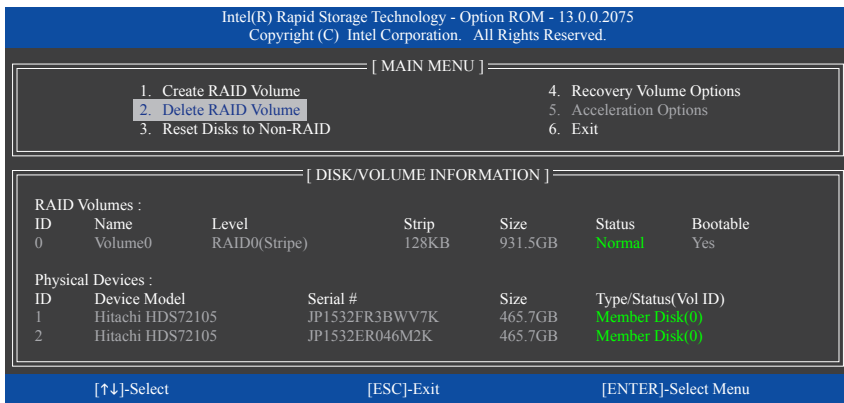 Intel(R) Rapid Storage Technology - Option ROM - 13.0.0.2075
Copyright (C) Intel Corporation. All Rights Reserved.
[ MAIN MENU ]
1. Create RAID Volume 4. Recovery Volume Options
2. Delete RAID Volume 5. Acceleration Options
3. Reset Disks to Non-RAID 6. Exit
[ DISK/VOLUME INFORMATION ]
RAID Volumes :
ID Name Level Strip Size Status Bootable
0 Volume0 RAID0(Stripe) 128KB 931.5GB Normal Yes
Physical Devices :
ID Device Model Serial # Size Type/Status(Vol ID)
1 Hitachi HDS72105 JP1532FR3BWV7K 465.7GB Member Disk(0)
2 Hitachi HDS72105 JP1532ER046M2K 465.7GB Member Disk(0)
[↑↓]-Select [ESC]-Exit [ENTER]-Select Menu